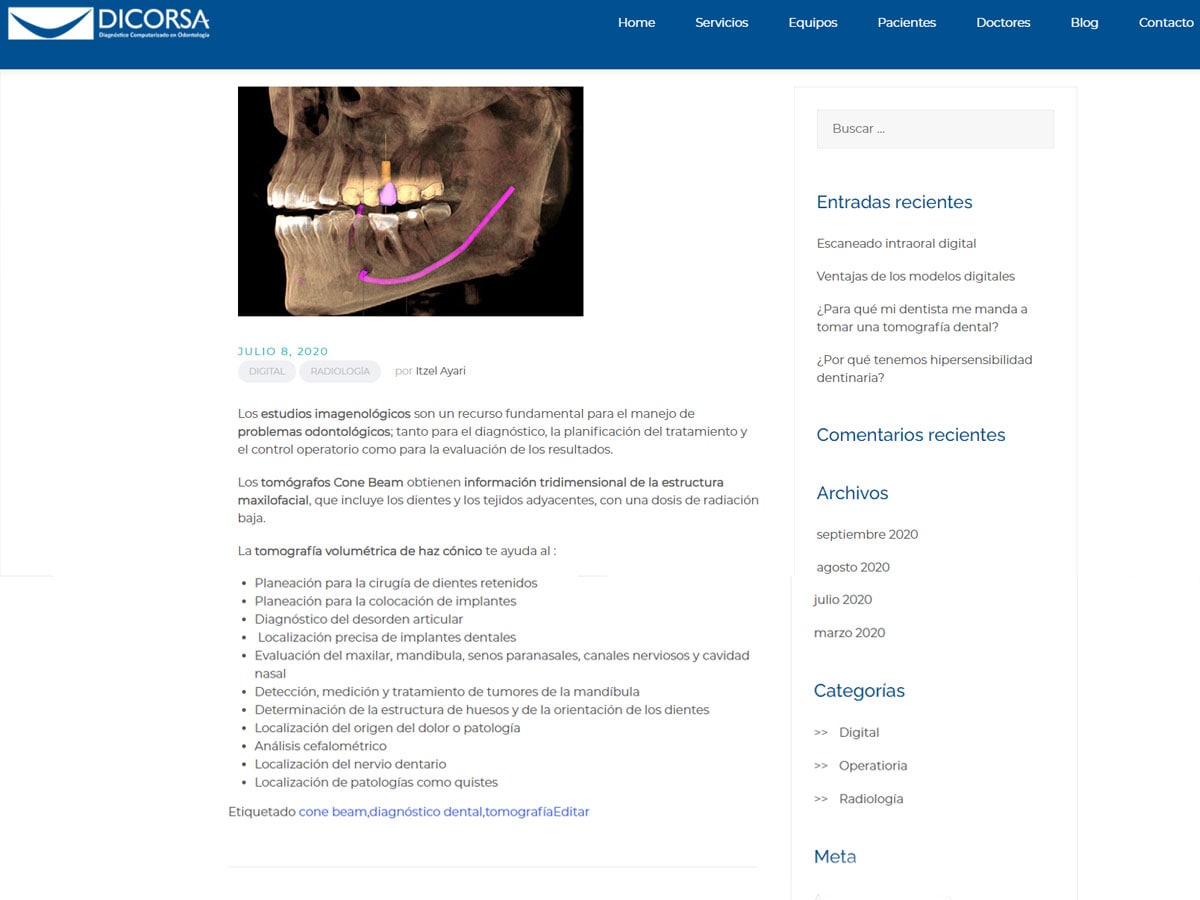 DICORSA
Diagnóstico Computarizado en Odontología
Home
Servicios
Equipos
Pacientes
Doctores
Blog
Contacto
JULIO 8, 2020
DIGITAL
RADIOLOGÍA
por Itzel Ayari
Los estudios imagenológicos son un recurso fundamental para el manejo de
problemas odontológicos; tanto para el diagnóstico, la planificación del tratamiento y
el control operatorio como para la evaluación de los resultados.
Los tomógrafos Cone Beam obtienen información tridimensional de la estructura
maxilofacial, que incluye los dientes y los tejidos adyacentes, con una dosis de radiación
baja.
La tomografía volumétrica de haz cónico te ayuda al :
• Planeación para la cirugía de dientes retenidos
• Planeación para la colocación de implantes
• Diagnóstico del desorden articular
• Localización precisa de implantes dentales
• Evaluación del maxilar, mandibula, senos paranasales, canales nerviosos y cavidad
nasal
• Detección, medición y tratamiento de tumores de la mandíbula
• Determinación de la estructura de huesos y de la orientación de los dientes
• Localización del origen del dolor o patología
• Análisis cefalométrico
• Localización del nervio dentario
• Localización de patologías como quistes
Etiquetado cone beam,diagnóstico dental,tomografíaEditar
Buscar ...
Entradas recientes
Escaneado intraoral digital
Ventajas de los modelos digitales
¿Para qué mi dentista me manda a
tomar una tomografía dental?
¿Por qué tenemos hipersensibilidad
dentinaria?
Comentarios recientes
Archivos
septiembre 2020
agosto 2020
julio 2020
marzo 2020
Categorías
>> Digital
>> Operatioria
>> Radiología
Meta